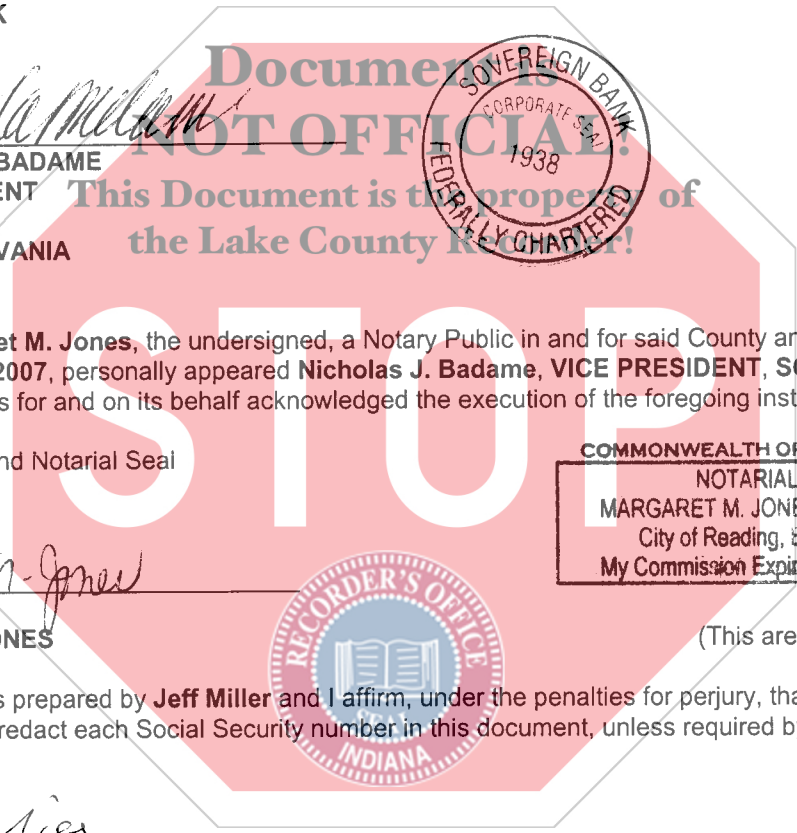 K
Document is
NOT OFFICIAL!
This Document is the property of
the Lake County Recorder!
SOVEREIGN BANK
CORPORATE SEAL
1938
FEDERALLY CHARTERED
BADAME
ENT
VANIA
STOP
et M. Jones, the undersigned, a Notary Public in and for said County an
2007, personally appeared Nicholas J. Badame, VICE PRESIDENT, SO
s for and on its behalf acknowledged the execution of the foregoing inst
nd Notarial Seal
COMMONWEALTH OF
NOTARIAL
MARGARET M. JONE
City of Reading,
My Commission Expir
Jones
ONES
(This are
RECORDER'S OFFICE
SEAL
INDIANA
s prepared by Jeff Miller and I affirm, under the penalties for perjury, tha
redact each Social Security number in this document, unless required b